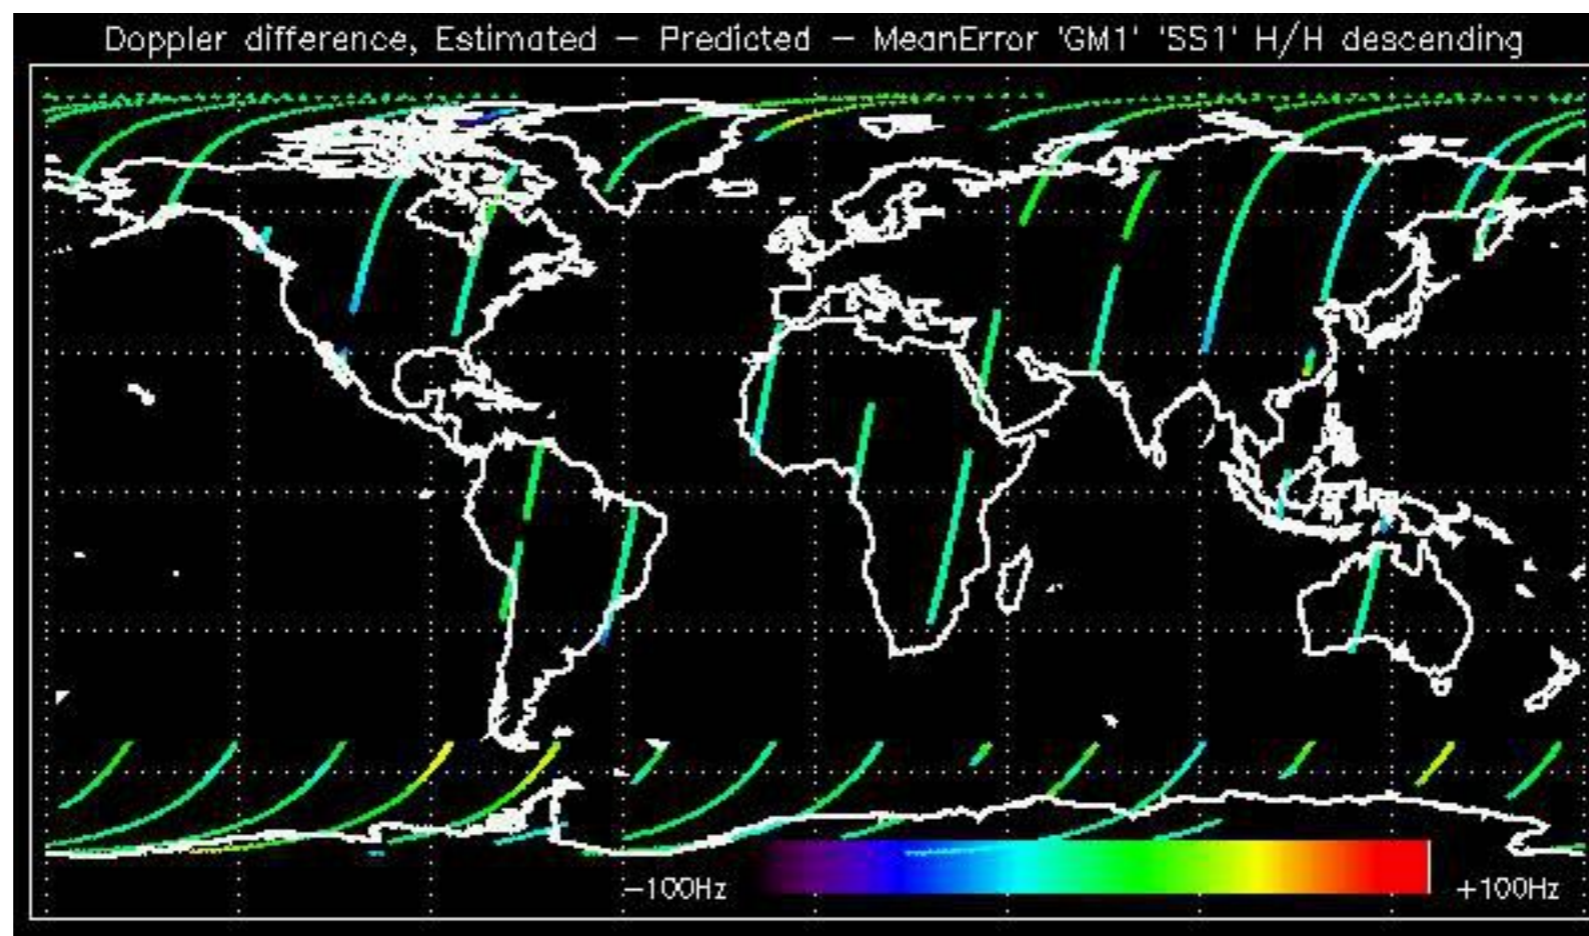 Doppler difference, Estimated — Predicted — MeanError 'GM1' 'SS1' H/H descending
−100Hz
+100Hz